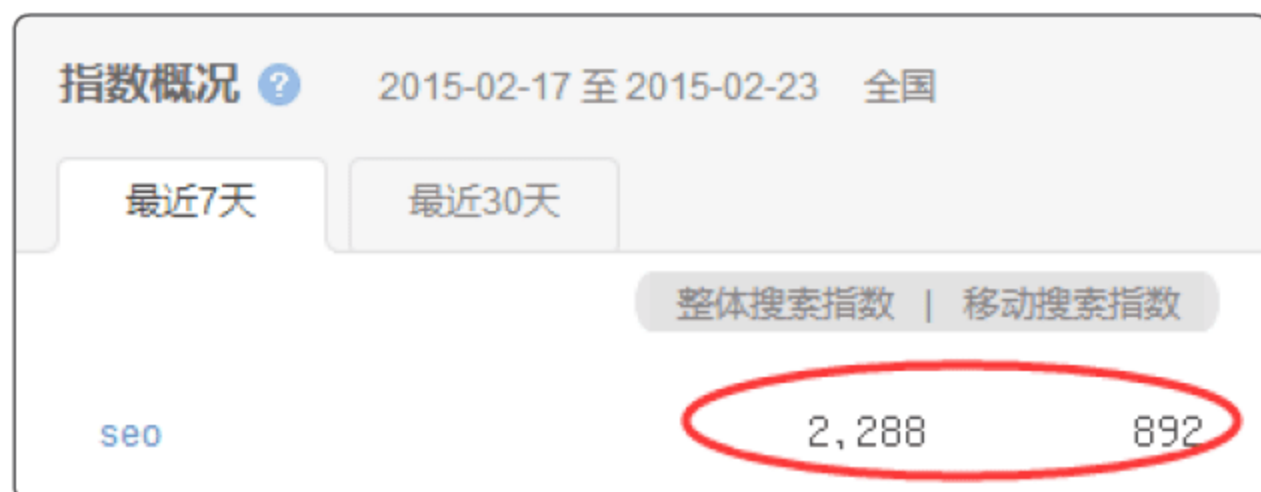 指数概况 ? 2015-02-17 至 2015-02-23 全国
最近7天 最近30天
整体搜索指数 | 移动搜索指数
seo 2,288 892